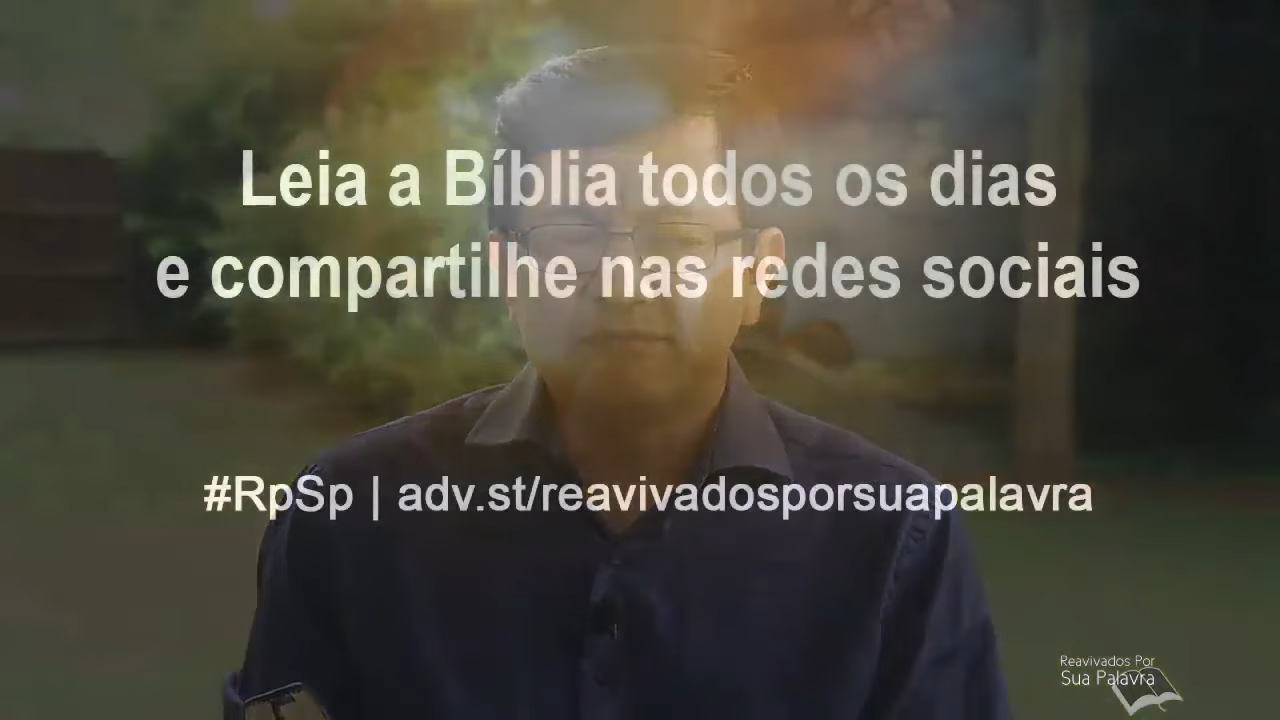 Leia a Bíblia todos os dias
e compartilhe nas redes sociais
#RpSp | adv.st/reavivadosporsuapalavra
Reavivados Por
Sua Palavra